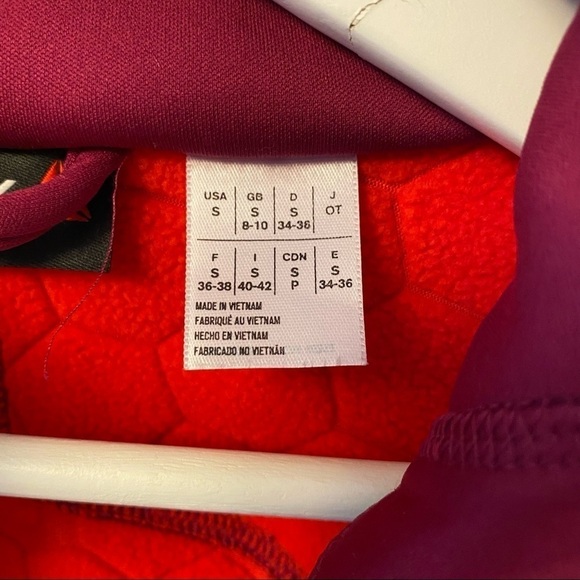 USA GB D J
S S S OT
8-10 34-36
F I CDN E
S S S S
36-38 40-42 P 34-36
MADE IN VIETNAM
FABRIQUÉ AU VIETNAM
HECHO EN VIETNAM
FABRICADO NO VIETNÃ